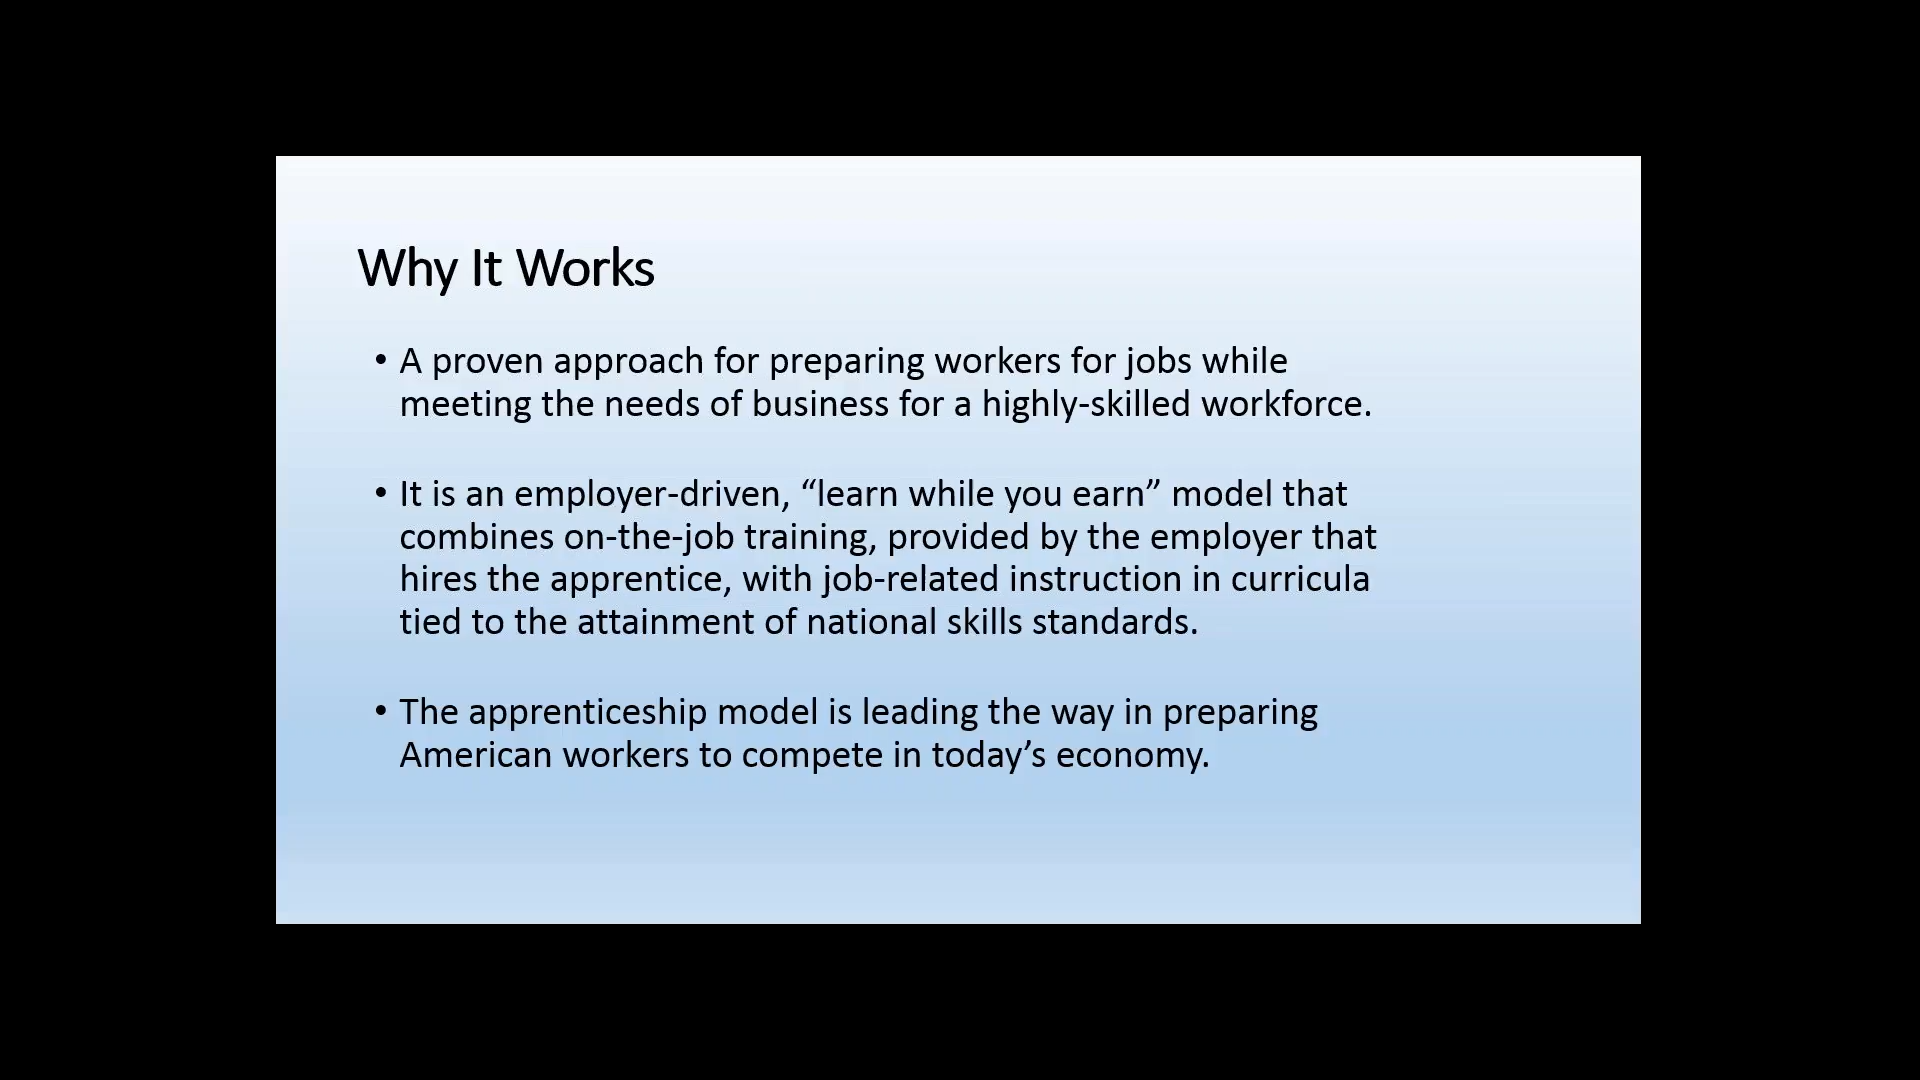 Why It Works
• A proven approach for preparing workers for jobs while
meeting the needs of business for a highly-skilled workforce.
• It is an employer-driven, “learn while you earn” model that
combines on-the-job training, provided by the employer that
hires the apprentice, with job-related instruction in curricula
tied to the attainment of national skills standards.
• The apprenticeship model is leading the way in preparing
American workers to compete in today’s economy.